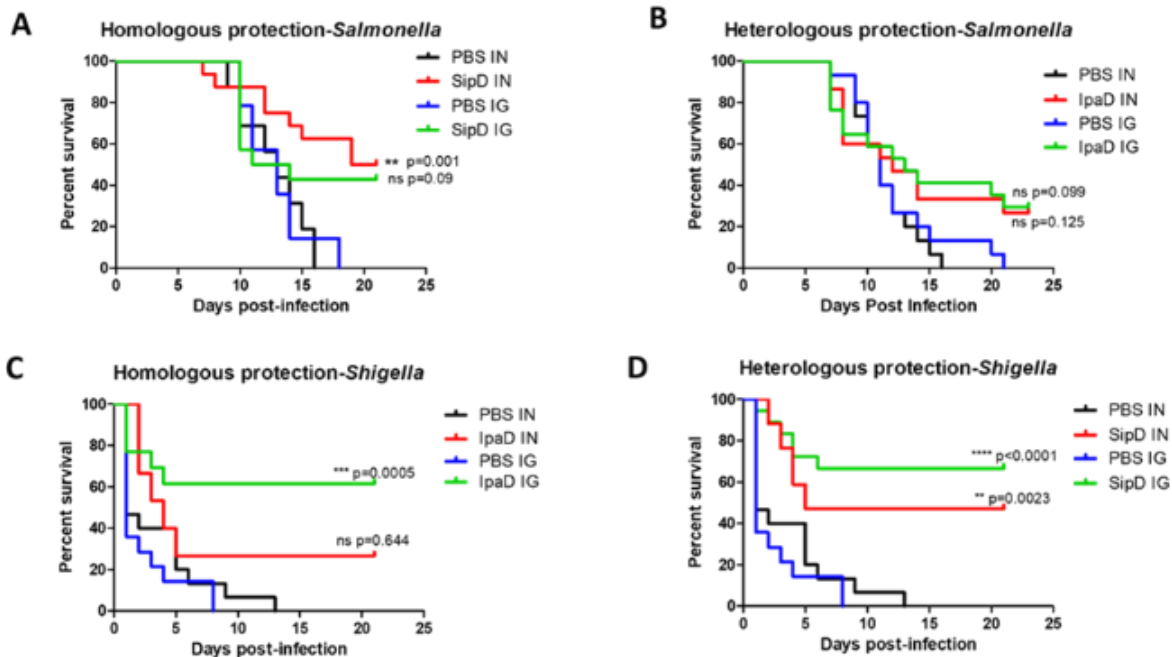 A
Homologous protection-Salmonella
Percent survival
100
80
60
40
20
0
0 5 10 15 20 25
Days post-infection
PBS IN
SipD IN
PBS IG
SipD IG
** p=0.001
ns p=0.09
B
Heterologous protection-Salmonella
Percent survival
100
80
60
40
20
0
0 5 10 15 20 25
Days Post Infection
PBS IN
IpaD IN
PBS IG
IpaD IG
ns p=0.099
ns p=0.125
C
Homologous protection-Shigella
Percent survival
100
80
60
40
20
0
0 5 10 15 20 25
Days post-infection
PBS IN
IpaD IN
PBS IG
IpaD IG
*** p=0.0005
ns p=0.644
D
Heterologous protection-Shigella
Percent survival
100
80
60
40
20
0
0 5 10 15 20 25
Days post-infection
PBS IN
SipD IN
PBS IG
SipD IG
**** p<0.0001
** p=0.0023